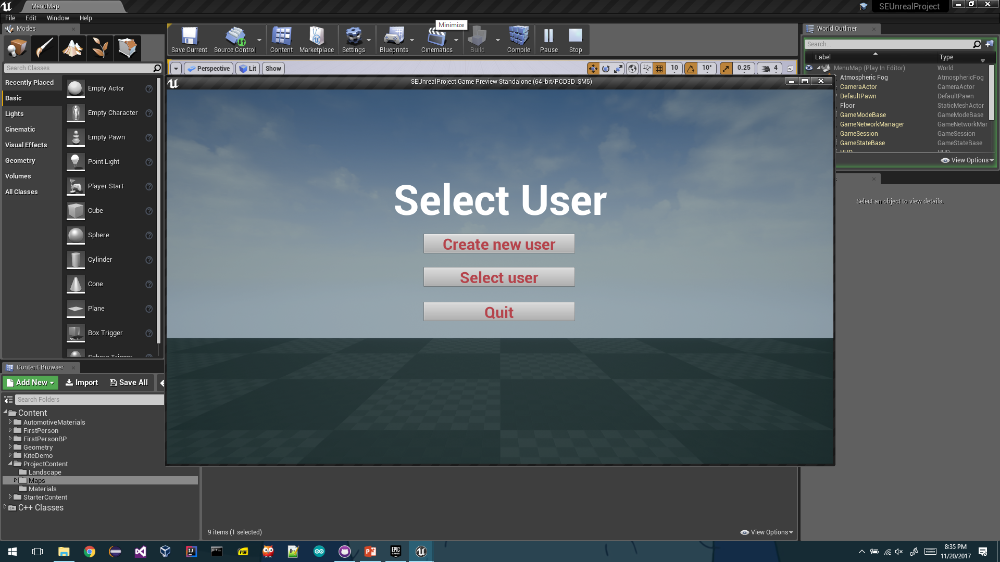 MenuMap
SEUnrealProject
File Edit Window Help
Modes
Minimize
World Outliner
Save Current Source Control Content Marketplace Settings Blueprints Cinematics Build Compile Pause Stop
Search...
Label Type
Search Classes
Perspective Lit Show 10 10° 0.25 4
MenuMap (Play In Editor) World
Atmospheric Fog AtmosphericFog
CameraActor CameraActor
DefaultPawn DefaultPawn
Floor StaticMeshActor
GameModeBase GameModeBase
GameNetworkManager GameNetworkMar
GameSession GameSession
GameStateBase GameStateBase
HUD
View Options
Select an object to view details.
Recently Placed
Basic
Lights
Cinematic
Visual Effects
Geometry
Volumes
All Classes
Empty Actor
Empty Character
Empty Pawn
Point Light
Player Start
Cube
Sphere
Cylinder
Cone
Plane
Box Trigger
Sphere Trigger
SEUnrealProject Game Preview Standalone (64-bit/PCD3D_SM5)
Select User
Create new user
Select user
Quit
Content Browser
Add New Import Save All
Search Folders
Content
AutomotiveMaterials
FirstPerson
FirstPersonBP
Geometry
KiteDemo
ProjectContent
Landscape
Maps
Materials
StarterContent
C++ Classes
9 items (1 selected)
View Options
PDF
EPIC GAMES
8:35 PM
11/20/2017